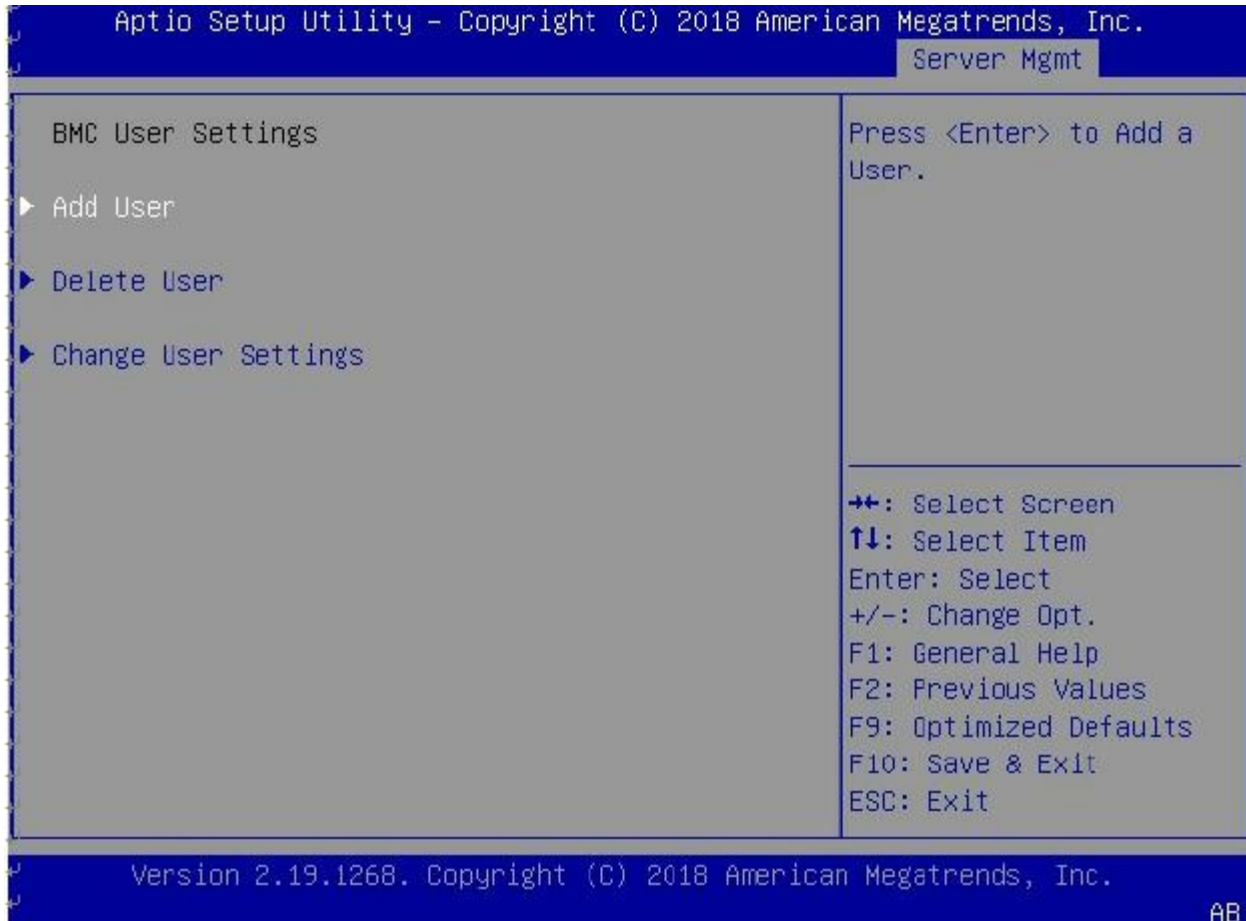 Aptio Setup Utility – Copyright (C) 2018 American Megatrends, Inc.
Server Mgmt
BMC User Settings
Add User
Delete User
Change User Settings
Press <Enter> to Add a
User.
→←: Select Screen
↑↓: Select Item
Enter: Select
+/-: Change Opt.
F1: General Help
F2: Previous Values
F9: Optimized Defaults
F10: Save & Exit
ESC: Exit
Version 2.19.1268. Copyright (C) 2018 American Megatrends, Inc.
AB